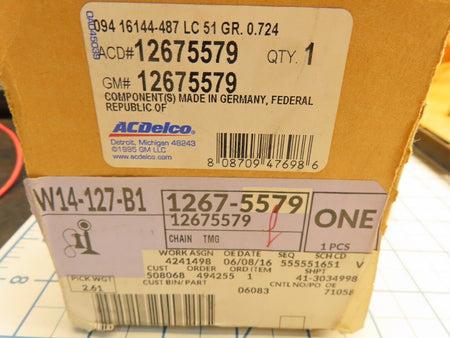 094 16144-487 LC 51 GR. 0.724
ACD# 12675579 QTY. 1
GM# 12675579
COMPONENT(S) MADE IN GERMANY, FEDERAL
REPUBLIC OF
ACDelco
Detroit, Michigan 48243
©1995 GM LLC
www.acdelco.com
8 08709 47698 6
W14-127-B1
1267-5579
12675579
CHAIN TMG
ONE
1 PCS
WORK ASGN OE DATE SEQ SCH CD
4241498 06/08/16 555551651 V
CUST ORDER ORD ITEM SHPT
S08068 494255 1 41-3034998
PICK WGT
2.61
CUST BIN/PART CNTL NO/PO OE
06083 71058